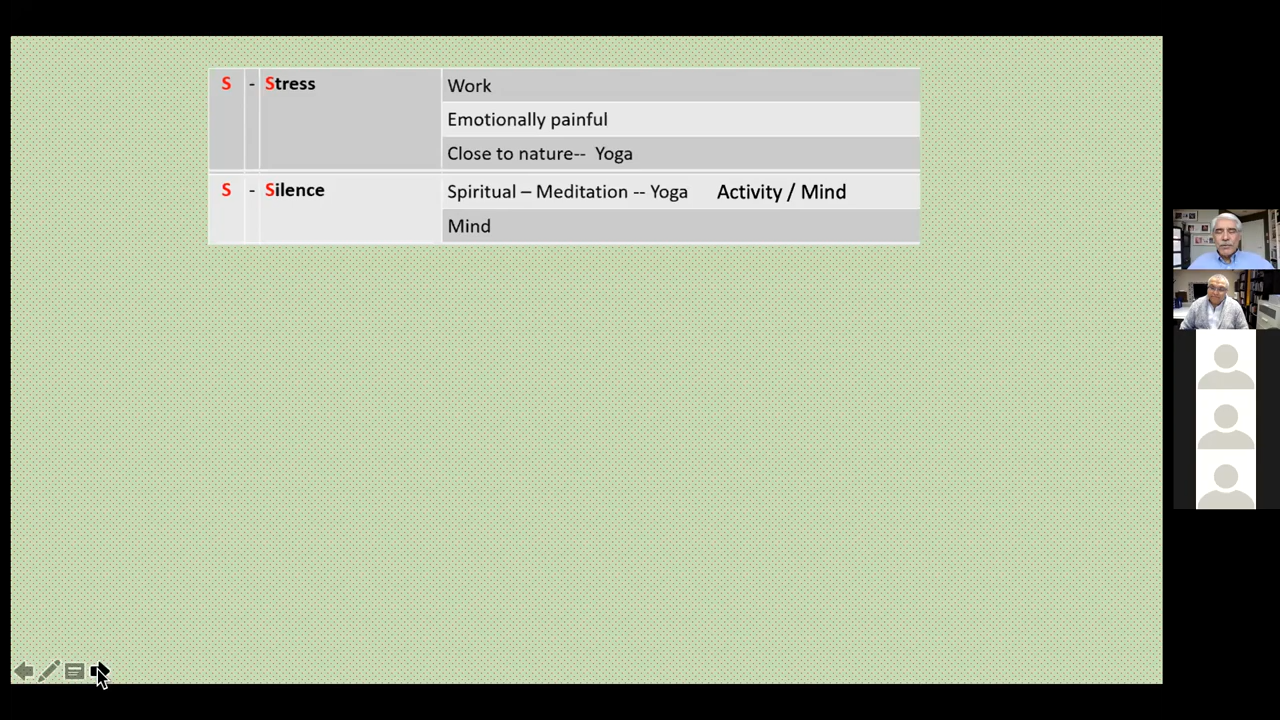 S - Stress Work
Emotionally painful
Close to nature-- Yoga
S - Silence Spiritual – Meditation -- Yoga Activity / Mind
Mind